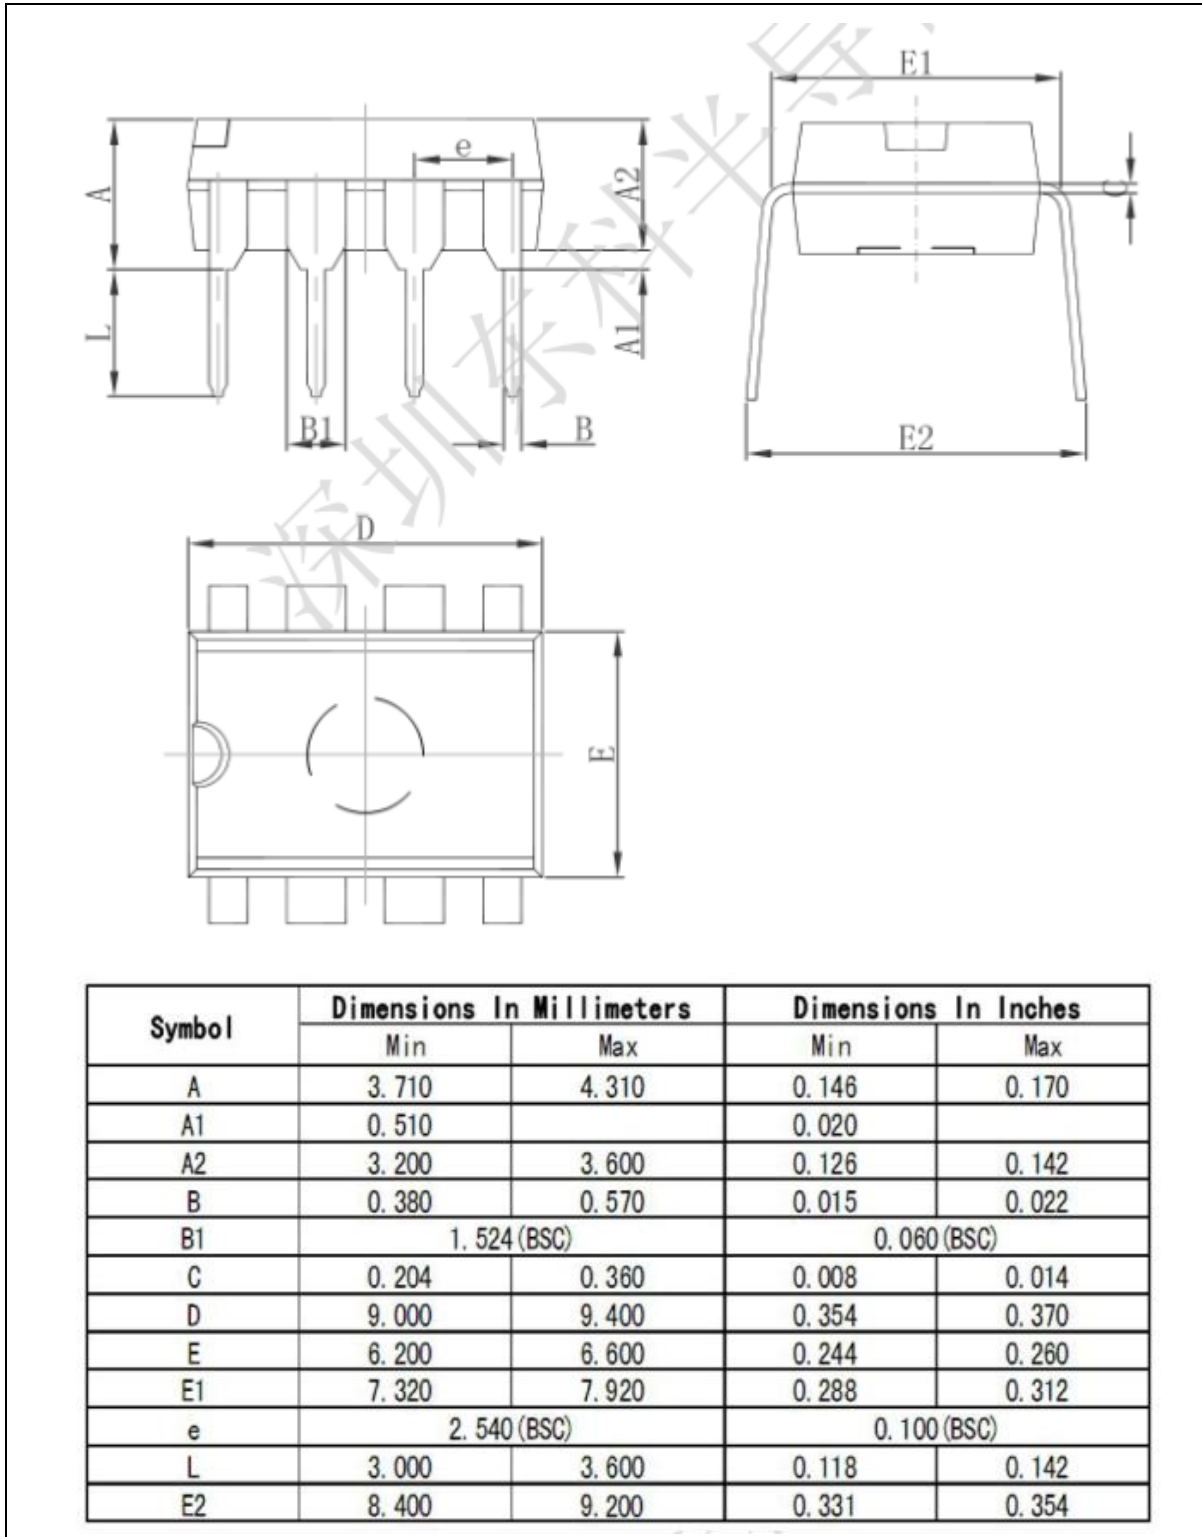 E1
e
A
A2
C
L
A1
B1
B
E2
D
E
深圳东科半导
Symbol Dimensions In Millimeters Dimensions In Inches
Min Max Min Max
A 3.710 4.310 0.146 0.170
A1 0.510 0.020
A2 3.200 3.600 0.126 0.142
B 0.380 0.570 0.015 0.022
B1 1.524(BSC) 0.060(BSC)
C 0.204 0.360 0.008 0.014
D 9.000 9.400 0.354 0.370
E 6.200 6.600 0.244 0.260
E1 7.320 7.920 0.288 0.312
e 2.540(BSC) 0.100(BSC)
L 3.000 3.600 0.118 0.142
E2 8.400 9.200 0.331 0.354